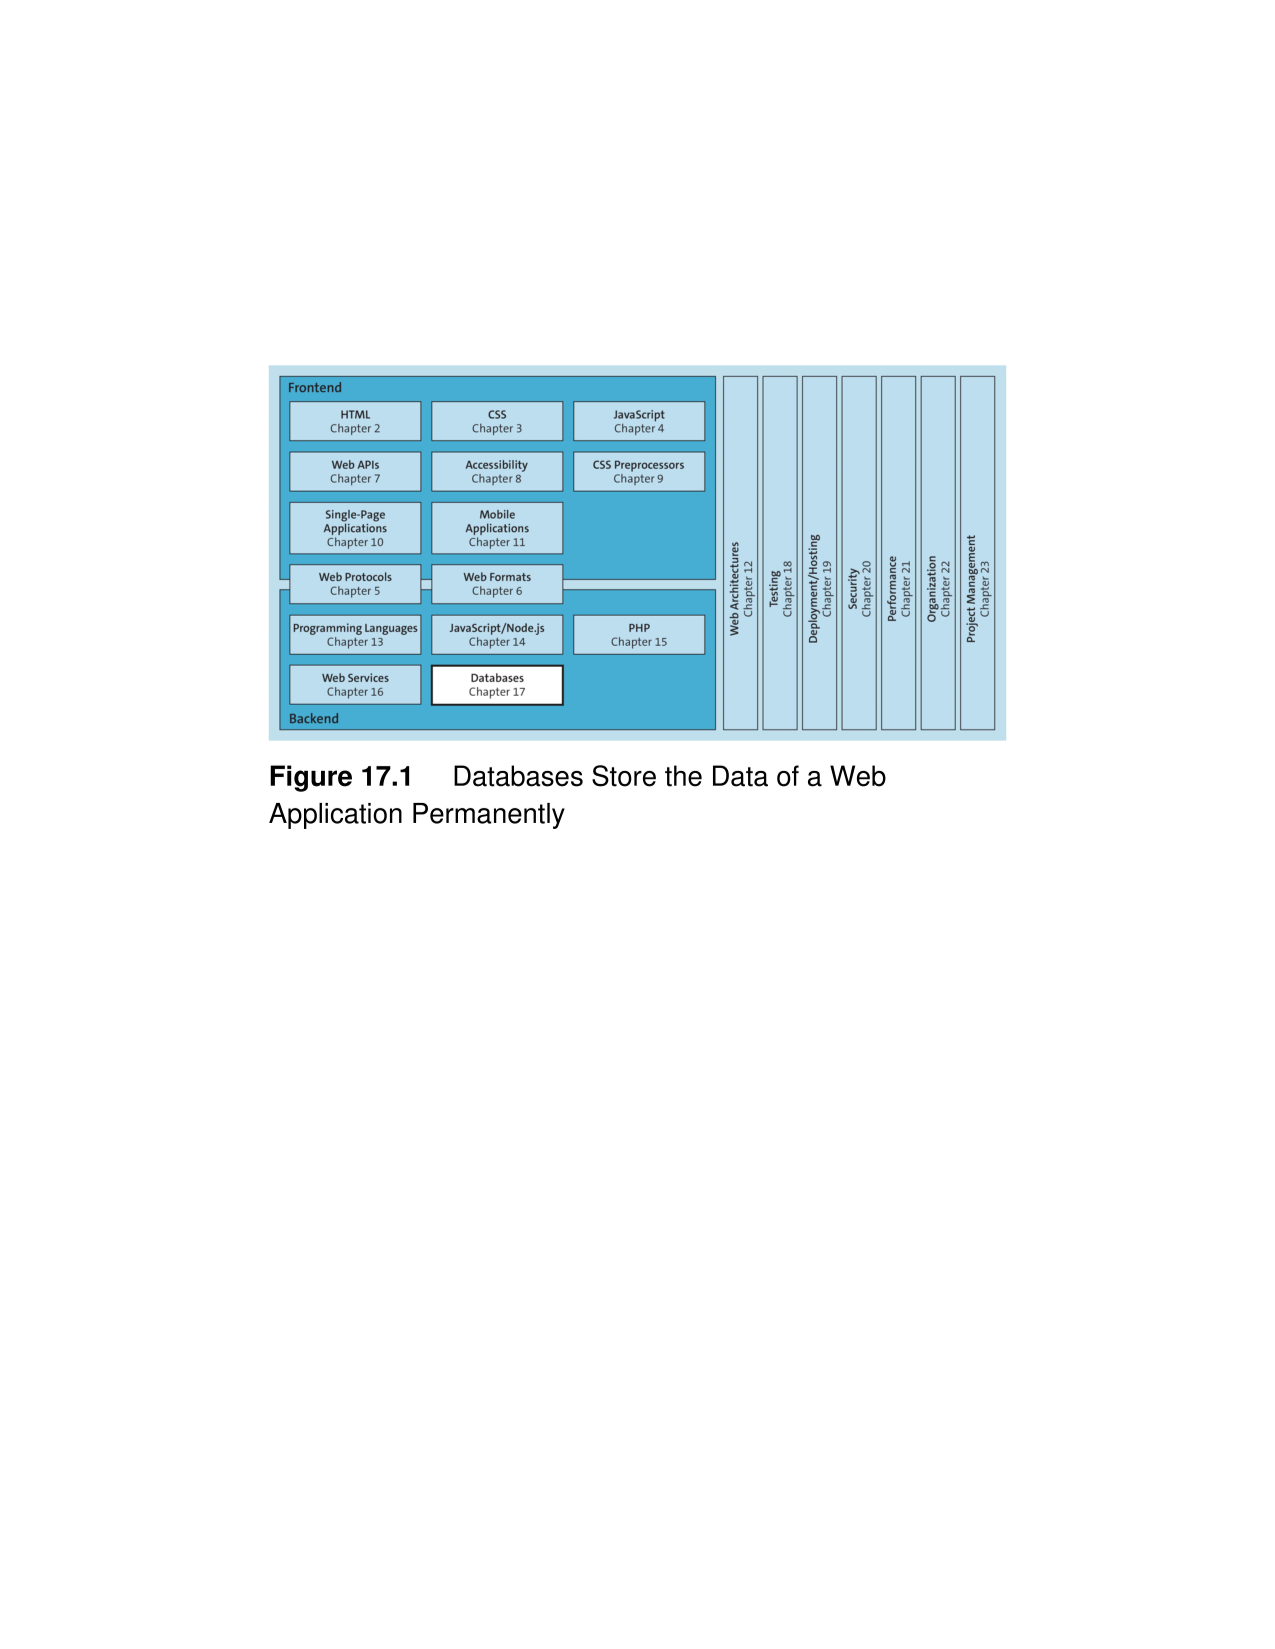 Frontend
HTML
Chapter 2
CSS
Chapter 3
JavaScript
Chapter 4
Web APIs
Chapter 7
Accessibility
Chapter 8
CSS Preprocessors
Chapter 9
Single-Page
Applications
Chapter 10
Mobile
Applications
Chapter 11
Web Protocols
Chapter 5
Web Formats
Chapter 6
Programming Languages
Chapter 13
JavaScript/Node.js
Chapter 14
PHP
Chapter 15
Web Services
Chapter 16
Databases
Chapter 17
Backend
Web Architectures
Chapter 12
Testing
Chapter 18
Deployment/Hosting
Chapter 19
Security
Chapter 20
Performance
Chapter 21
Organization
Chapter 22
Project Management
Chapter 23
Figure 17.1 Databases Store the Data of a Web
Application Permanently